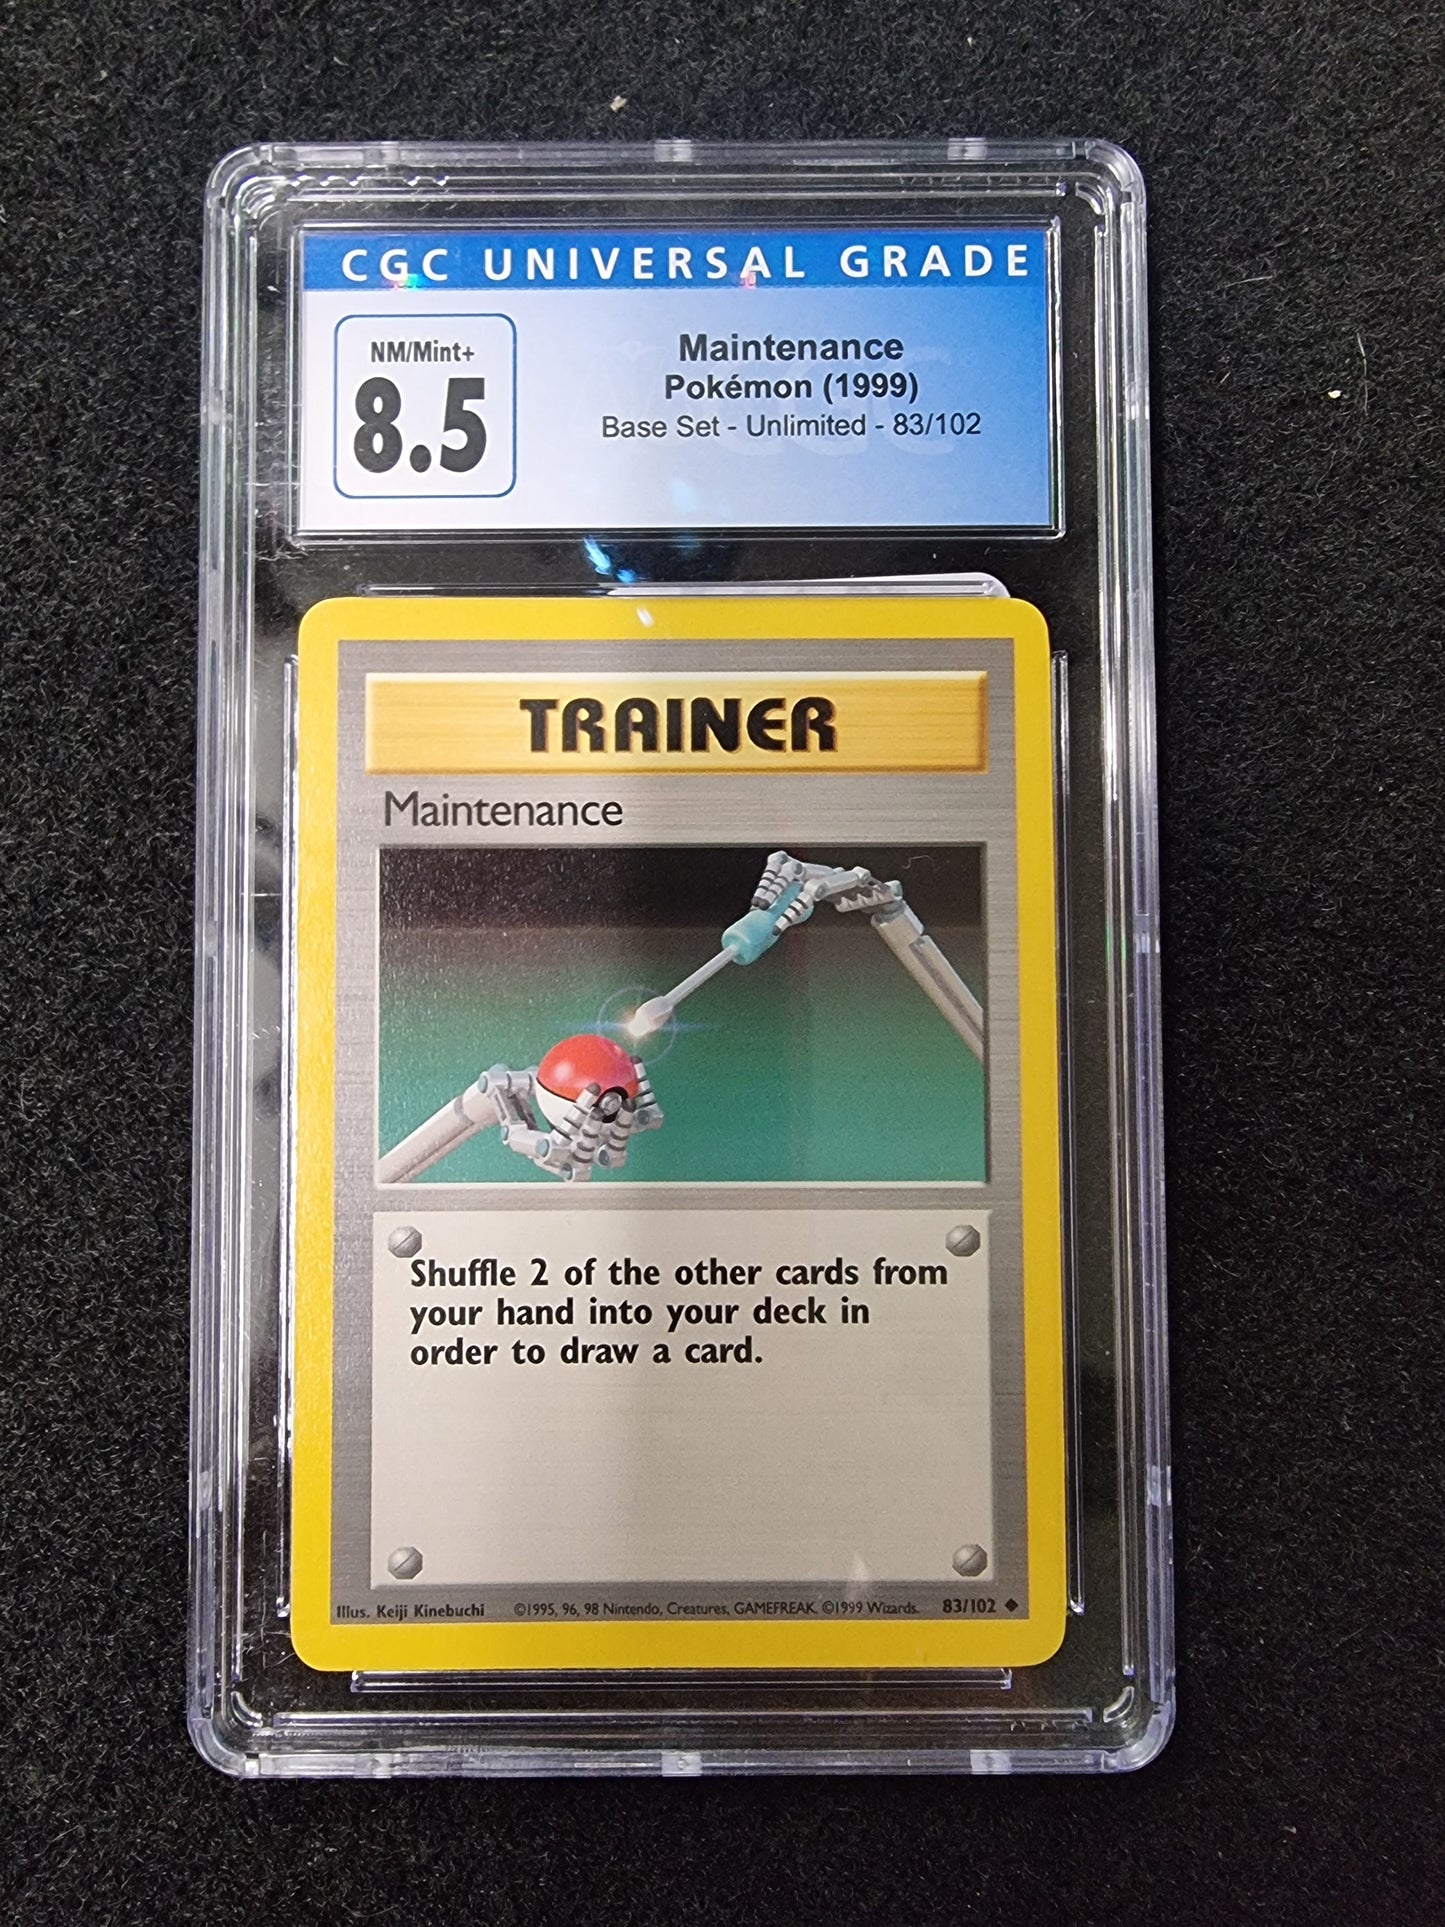 CGC UNIVERSAL GRADE
NM/Mint+
8.5
Maintenance
Pokémon (1999)
Base Set - Unlimited - 83/102
TRAINER
Maintenance
Shuffle 2 of the other cards from
your hand into your deck in
order to draw a card.
Illus. Keiji Kinebuchi ©1995, 96, 98 Nintendo, Creatures, GAMEFREAK. ©1999 Wizards. 83/102